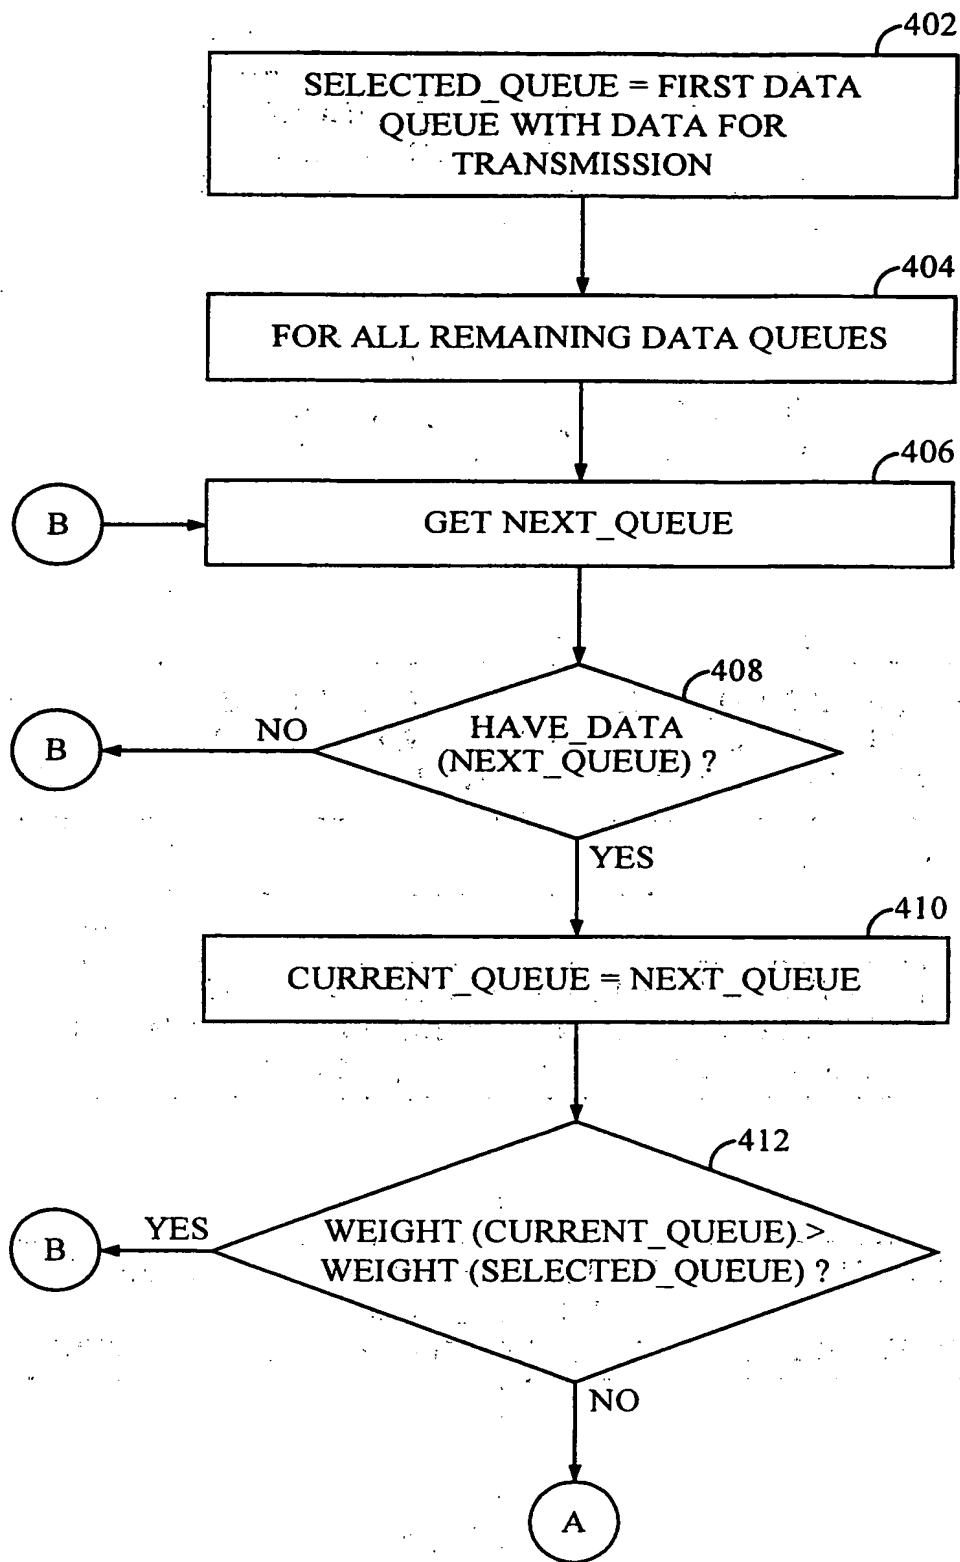 402
SELECTED_QUEUE = FIRST DATA
QUEUE WITH DATA FOR
TRANSMISSION
404
FOR ALL REMAINING DATA QUEUES
406
B
GET NEXT_QUEUE
408
B
NO
HAVE_DATA
(NEXT_QUEUE) ?
YES
410
CURRENT_QUEUE = NEXT_QUEUE
412
B
YES
WEIGHT (CURRENT_QUEUE) >
WEIGHT (SELECTED_QUEUE) ?
NO
A